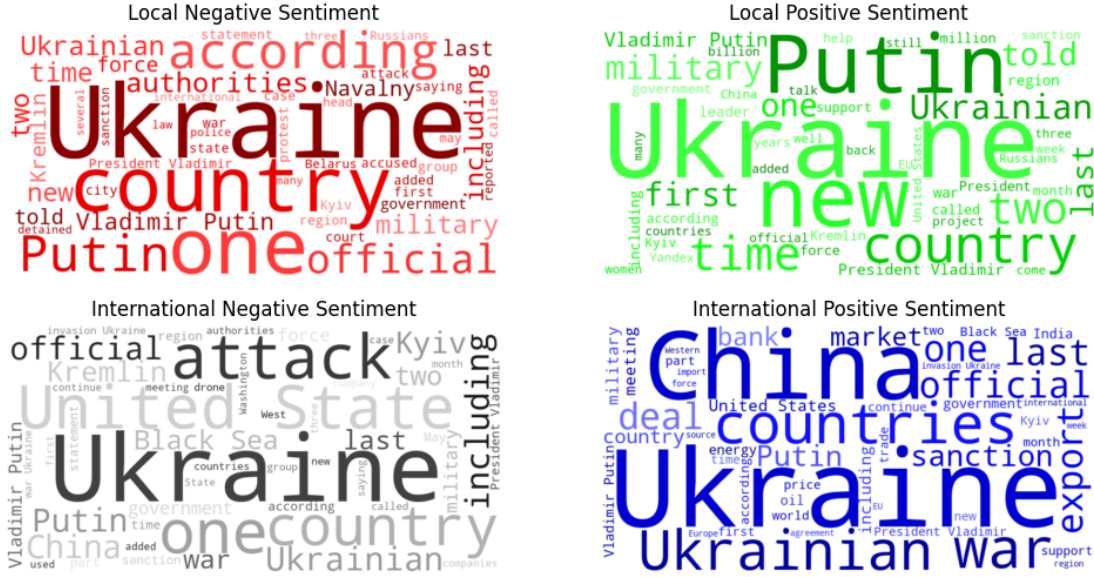 Local Negative Sentiment
Ukrainian
statement
three
Russians
according
last
time
force
attack
authorities
Navalny
saying
several
sanction
international
case
head
two
Kremlin
Ukraine
including
called
law
war
police
state
protest
may
reported
President Vladimir
Belarus
accused
group
country
new
city
many
added
first
Kyiv
government
told
Vladimir Putin
region
military
detained
court
Putin
one
official
Local Positive Sentiment
Vladimir Putin
billion
help
still
million
sanction
Putin
told
military
government
China
talk
region
leader
one
support
Ukrainian
Ukraine
many
years
well
back
EU
United States
three
week
Russians
added
first
new
war
President
month
last
according
called
project
two
including
countries
Kyiv
official
Kremlin
country
Yandex
time
force
women
President Vladimir
come
International Negative Sentiment
invasion Ukraine
region
authorities
force
case
official
attack
Kyiv
including
Kremlin
month
continue
meeting
drone
Washington
company
two
President Vladimir
United State
West
three
first
statement
Black Sea
last
May
Ukraine
Vladimir Putin
war Ukraine
countries
group
new
State
saying
military
government
according
called
Putin
time
one
country
China
added
used
part
sanction
war
Ukrainian
companies
International Positive Sentiment
military
meeting
Western
part
import
force
China
bank
market
two
Black Sea
India
one
last
invasion Ukraine
official
deal
United States
continue
government
international
countries
Kyiv
week
export
country
source
energy
time
Putin
trade
month
sanction
Vladimir Putin
Ukraine
according
price
oil
world
including
EU
new
Europe
first
agreement
President Vladimir
Ukrainian
war
support
region